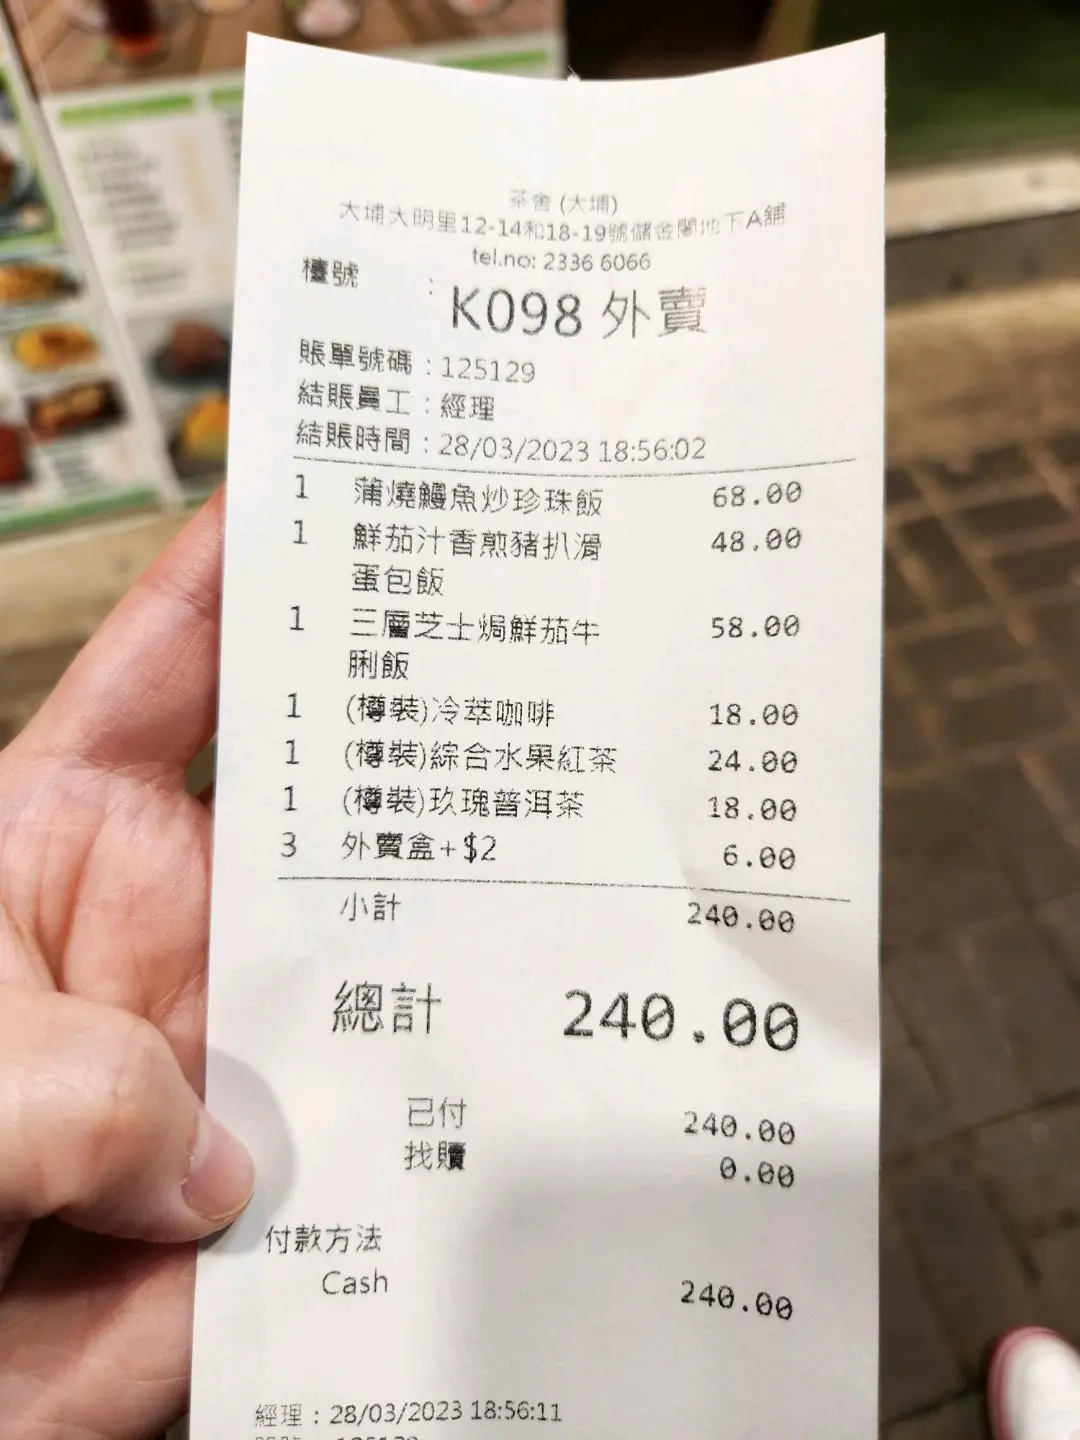 茶舍 (大埔)
大埔大明里12-14和18-19號儲金閣地下A舖
tel.no: 2336 6066
檯號 :
K098 外賣
賬單號碼 : 125129
結賬員工 : 經理
結賬時間 : 28/03/2023 18:56:02
1 蒲燒鰻魚炒珍珠飯 68.00
1 鮮茄汁香煎豬扒滑 48.00
蛋包飯
1 三層芝士焗鮮茄牛 58.00
脷飯
1 (樽裝)冷萃咖啡 18.00
1 (樽裝)綜合水果紅茶 24.00
1 (樽裝)玫瑰普洱茶 18.00
3 外賣盒+$2 6.00
小計 240.00
總計 240.00
已付 240.00
找贖 0.00
付款方法
Cash 240.00
經理 : 28/03/2023 18:56:11